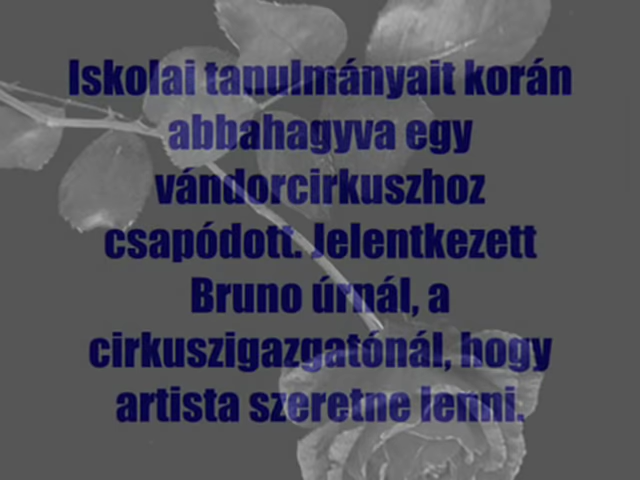 Iskolai tanulmányait korán
abbahagyva egy
vándorcirkuszhoz
csapódott. Jelentkezett
Bruno úrnál, a
cirkuszigazgatónál, hogy
artista szeretne lenni.